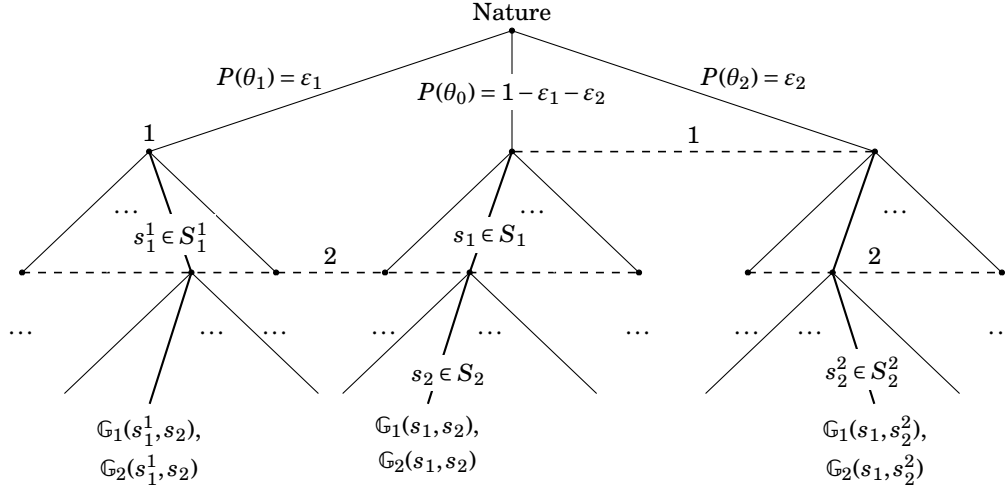 Nature
P(θ₁) = ε₁
P(θ₀) = 1 − ε₁ − ε₂
P(θ₂) = ε₂
1
1
...
...
...
s₁¹ ∈ S₁¹
s₁ ∈ S₁
2
2
...
...
...
...
...
...
...
...
...
s₂ ∈ S₂
s₂² ∈ S₂²
𝔾₁(s₁¹, s₂),
𝔾₂(s₁¹, s₂)
𝔾₁(s₁, s₂),
𝔾₂(s₁, s₂)
𝔾₁(s₁, s₂²),
𝔾₂(s₁, s₂²)